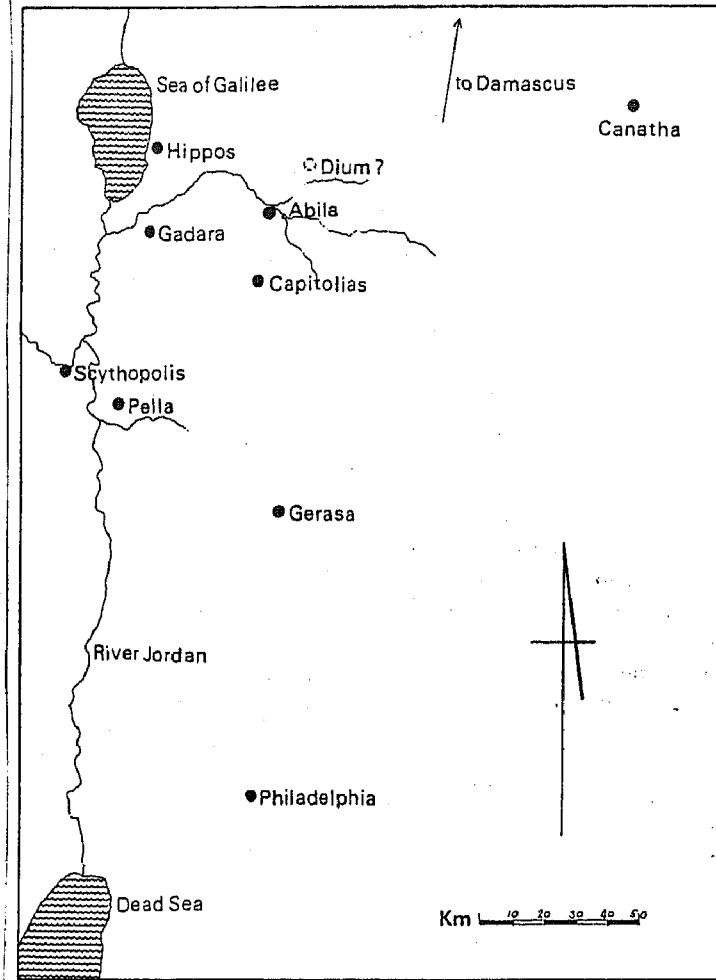 Sea of Galilee
to Damascus
Canatha
Hippos
Dium?
Abila
Gadara
Capitolias
Scythopolis
Pella
Gerasa
River Jordan
Philadelphia
Dead Sea
Km 10 20 30 40 50